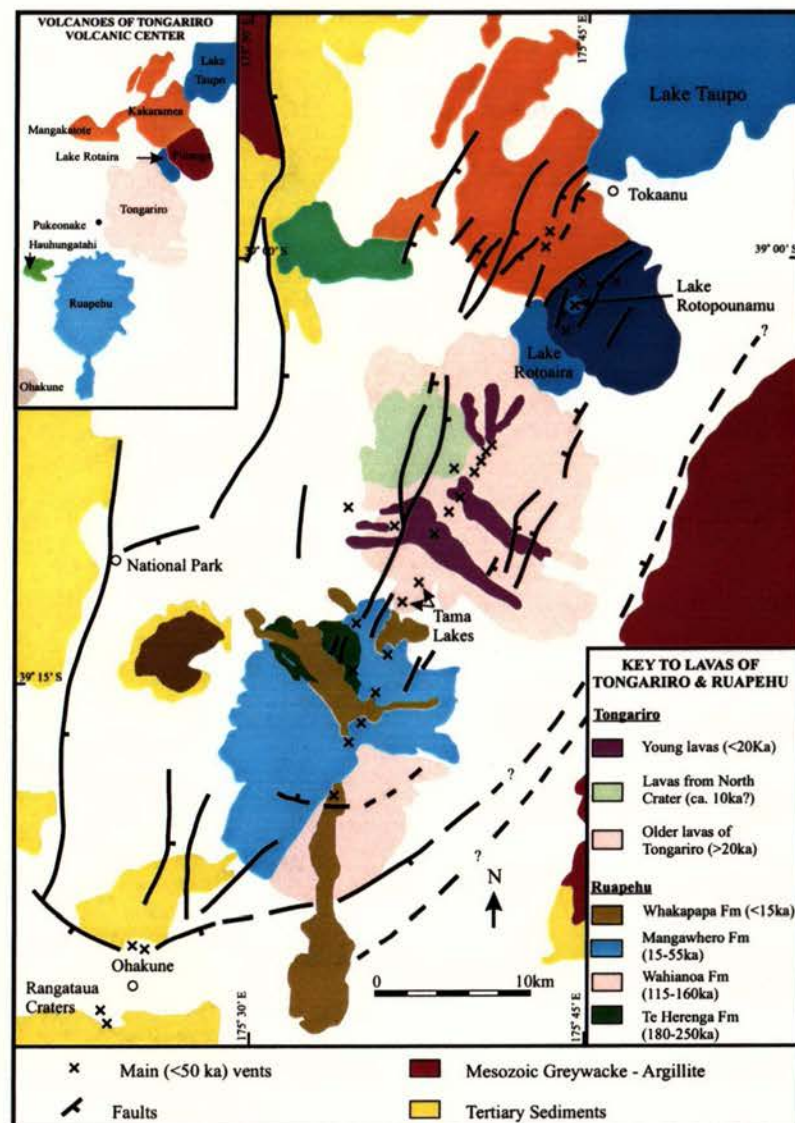 VOLCANOES OF TONGARIRO
VOLCANIC CENTER
Lake
Taupo
Kakaramea
Mangakaiote
Lake Rotaira
Tongariro
Pukeonake
Hauhungatahi
Ruapehu
Ohakune
175° 45' E
Lake Taupo
Tokaanu
39° 00' S
39° 00' S
Lake
Rotopounamu
Lake
Rotoaira
?
National Park
Tama
Lakes
39° 15' S
?
?
N
Ohakune
Rangataua
Craters
0
10km
175° 30' E
175° 45' E
KEY TO LAVAS OF
TONGARIRO & RUAPEHU
Tongariro
Young lavas (<20Ka)
Lavas from North
Crater (ca. 10ka?)
Older lavas of
Tongariro (>20ka)
Ruapehu
Whakapapa Fm (<15ka)
Mangawhero Fm
(15-55ka)
Wahianoa Fm
(115-160ka)
Te Herenga Fm
(180-250ka)
Main (<50 ka) vents
Mesozoic Greywacke - Argillite
Faults
Tertiary Sediments